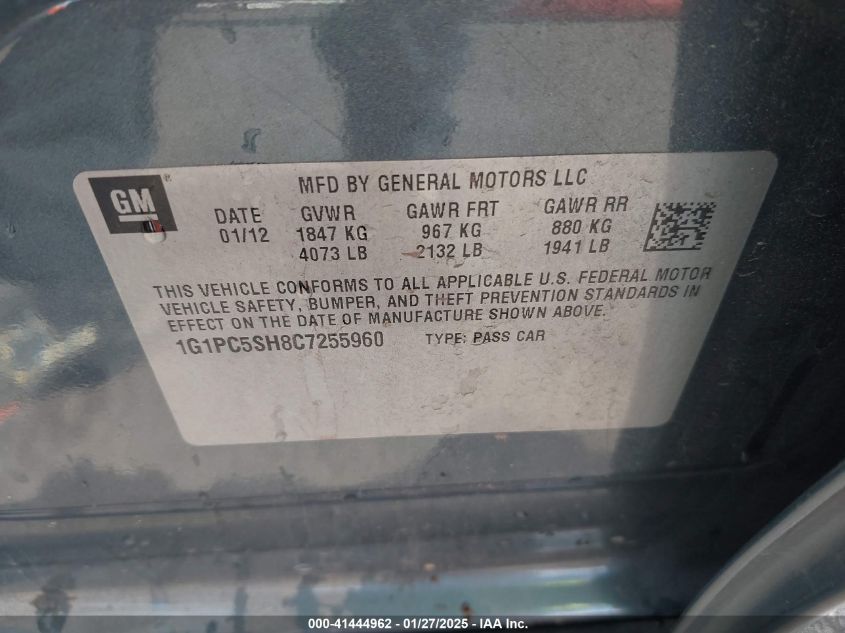 GM
MFD BY GENERAL MOTORS LLC
DATE GVWR GAWR FRT GAWR RR
01/12 1847 KG 967 KG 880 KG
4073 LB 2132 LB 1941 LB
THIS VEHICLE CONFORMS TO ALL APPLICABLE U.S. FEDERAL MOTOR
VEHICLE SAFETY, BUMPER, AND THEFT PREVENTION STANDARDS IN
EFFECT ON THE DATE OF MANUFACTURE SHOWN ABOVE.
1G1PC5SH8C7255960 TYPE: PASS CAR
000-41444962 - 01/27/2025 - IAA, Inc.